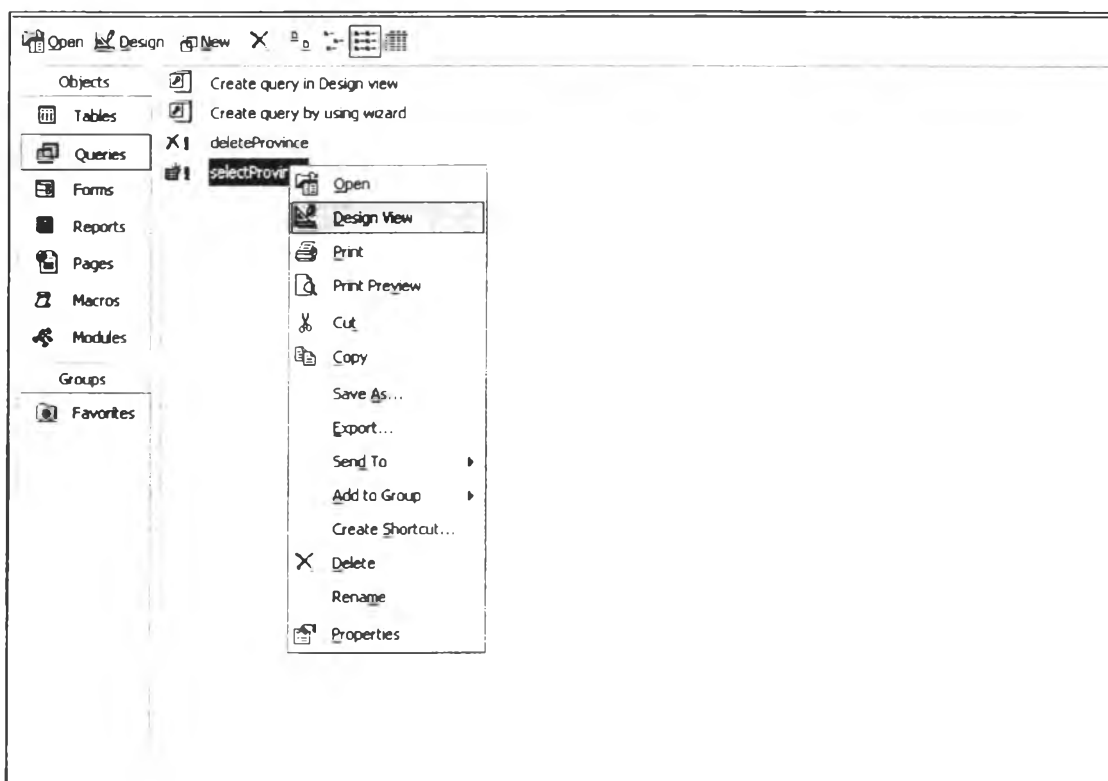 Open Design New
Objects
Tables
Queries
Forms
Reports
Pages
Macros
Modules
Groups
Favorites
Create query in Design view
Create query by using wizard
deleteProvince
selectProvin
Open
Design View
Print
Print Preview
Cut
Copy
Save As...
Export...
Send To
Add to Group
Create Shortcut...
Delete
Rename
Properties